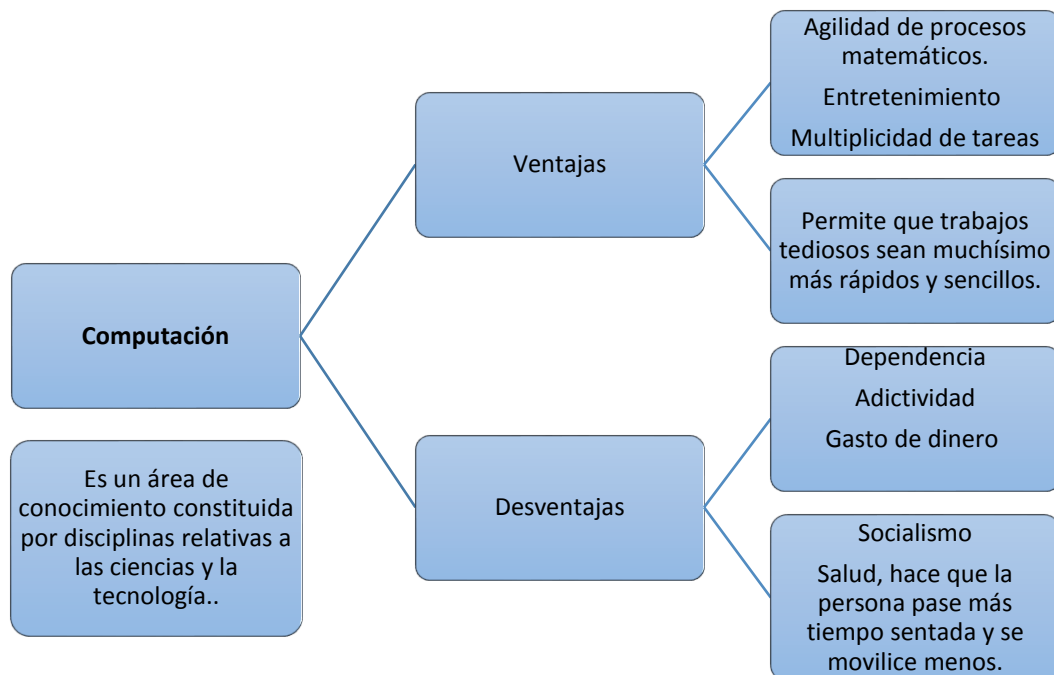 Computación
Es un área de
conocimiento constituida
por disciplinas relativas a
las ciencias y la
tecnología..
Ventajas
Agilidad de procesos
matemáticos.
Entretenimiento
Multiplicidad de tareas
Permite que trabajos
tediosos sean muchísimo
más rápidos y sencillos.
Desventajas
Dependencia
Adictividad
Gasto de dinero
Socialismo
Salud, hace que la
persona pase más
tiempo sentada y se
movilice menos.